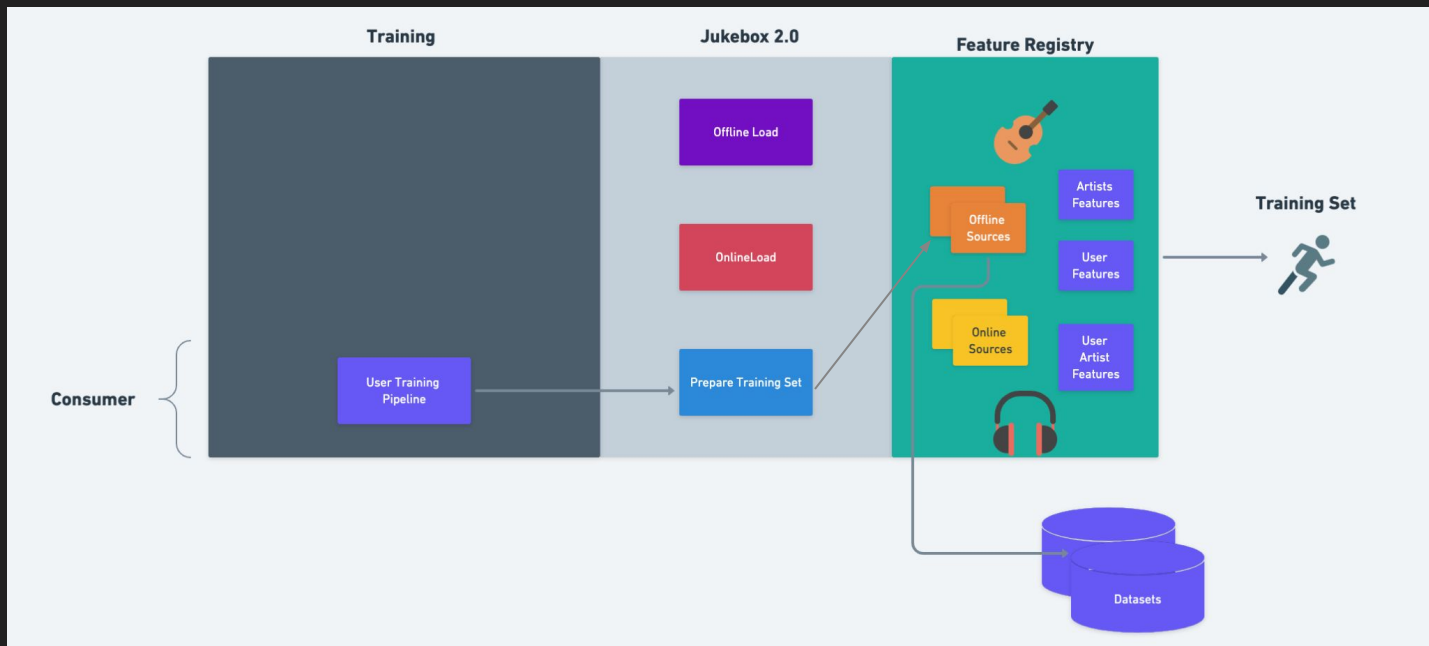 Training
Jukebox 2.0
Feature Registry
Offline Load
Artists
Features
Training Set
Offline
Sources
OnlineLoad
User
Features
Online
Sources
User
Artist
Features
Consumer
User Training
Pipeline
Prepare Training Set
Datasets